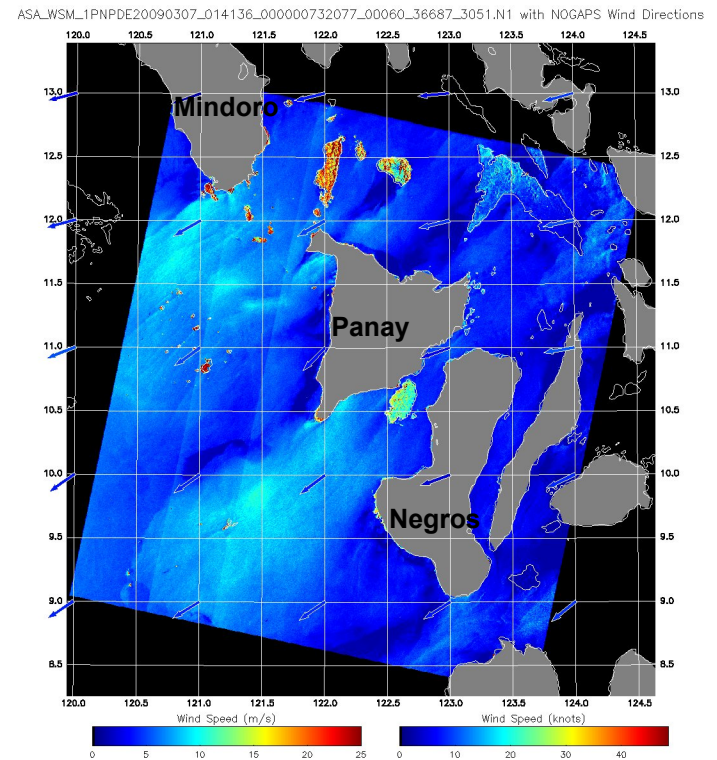 ASA_WSM_1PNPDE20090307_014136_000000732077_00060_36687_3051.N1 with NOGAPS Wind Directions
120.0 120.5 121.0 121.5 122.0 122.5 123.0 123.5 124.0 124.5
13.0 13.0
Mindoro
12.5 12.5
12.0 12.0
11.5 11.5
Panay
11.0 11.0
10.5 10.5
10.0 10.0
Negros
9.5 9.5
9.0 9.0
8.5 8.5
120.0 120.5 121.0 121.5 122.0 122.5 123.0 123.5 124.0 124.5
Wind Speed (m/s) Wind Speed (knots)
0 5 10 15 20 25 0 10 20 30 40